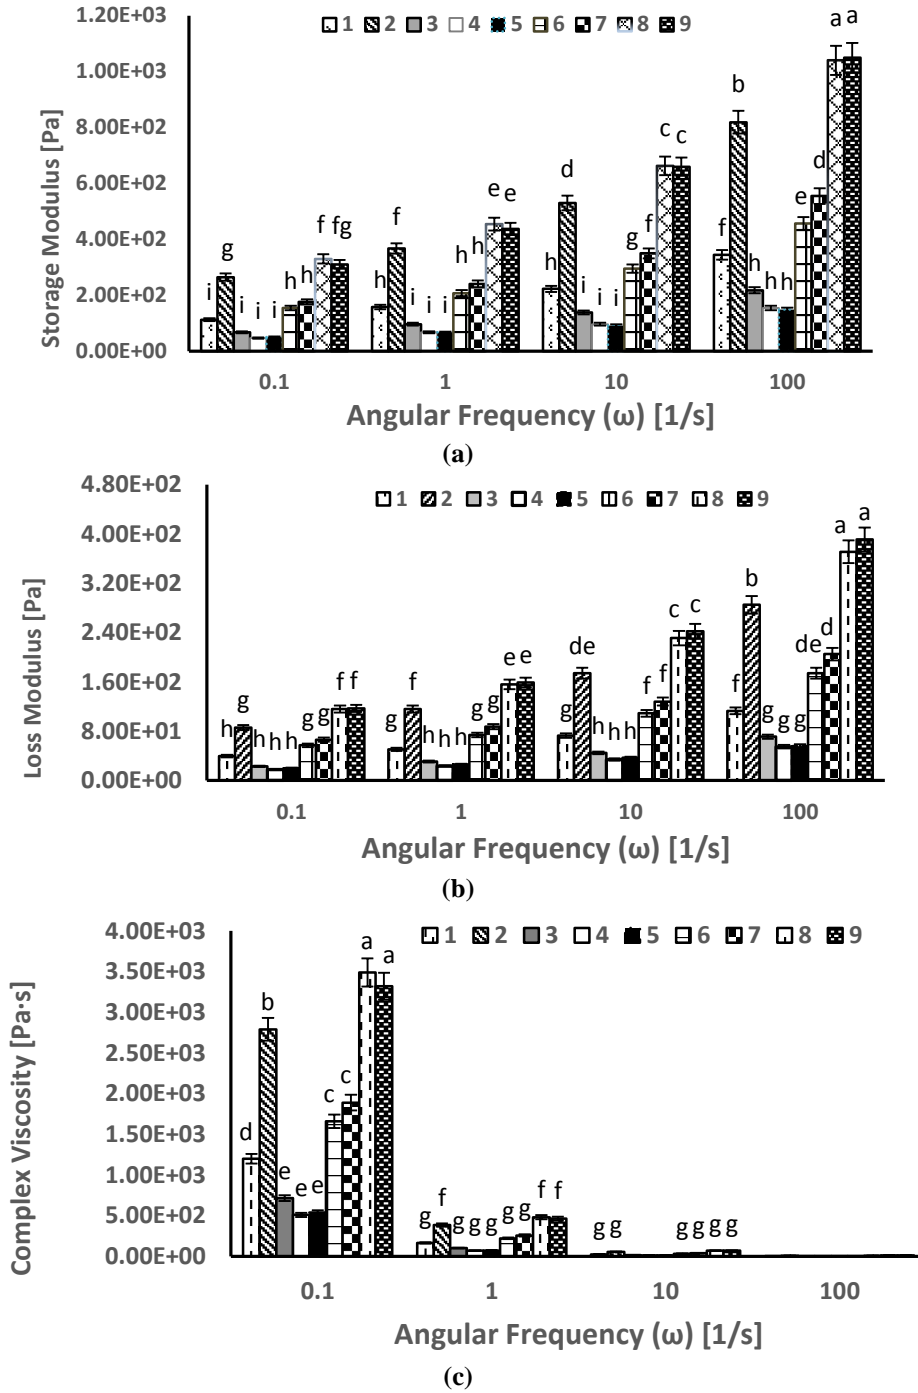 1.20E+03
1.00E+03
8.00E+02
6.00E+02
4.00E+02
2.00E+02
0.00E+00
Storage Modulus [Pa]
1 2 3 4 5 6 7 8 9
i g i i i h h f fg
h f i i i h h e e
h d i i i g f c c
f b g h h e d a a
0.1 1 10 100
Angular Frequency (ω) [1/s]
(a)
4.80E+02
4.00E+02
3.20E+02
2.40E+02
1.60E+02
8.00E+01
0.00E+00
Loss Modulus [Pa]
1 2 3 4 5 6 7 8 9
h g h h h g g f f
g f h h h g g e e
g de h h h f f c c
f b g g g de d a a
0.1 1 10 100
Angular Frequency (ω) [1/s]
(b)
4.00E+03
3.50E+03
3.00E+03
2.50E+03
2.00E+03
1.50E+03
1.00E+03
5.00E+02
0.00E+00
Complex Viscosity [Pa·s]
1 2 3 4 5 6 7 8 9
d b e e e c c a a
g f g g g g g f f
g g g g g g
0.1 1 10 100
Angular Frequency (ω) [1/s]
(c)